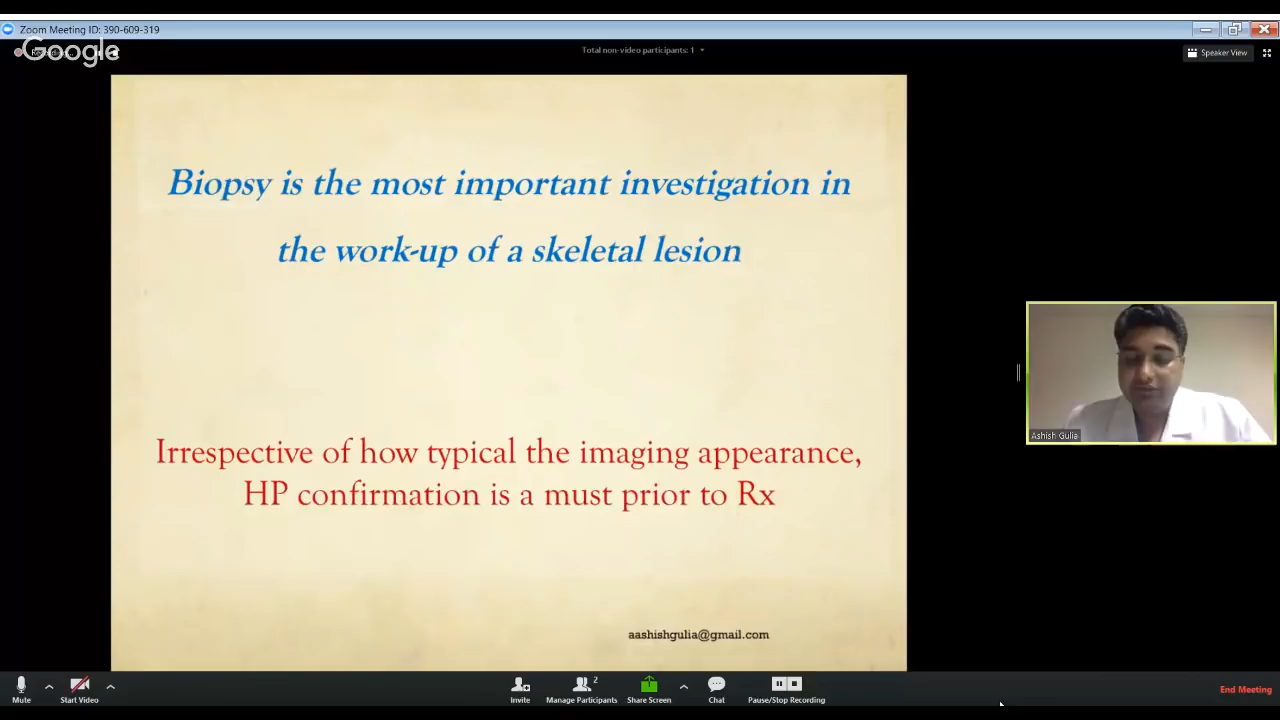 Zoom Meeting ID: 390-609-319
Google
Total non-video participants: 1
Speaker View
Biopsy is the most important investigation in
the work-up of a skeletal lesion
Irrespective of how typical the imaging appearance,
HP confirmation is a must prior to Rx
aashishgulia@gmail.com
Ashish Gulia
Mute
Start Video
Invite
2
Manage Participants
Share Screen
Chat
Pause/Stop Recording
End Meeting